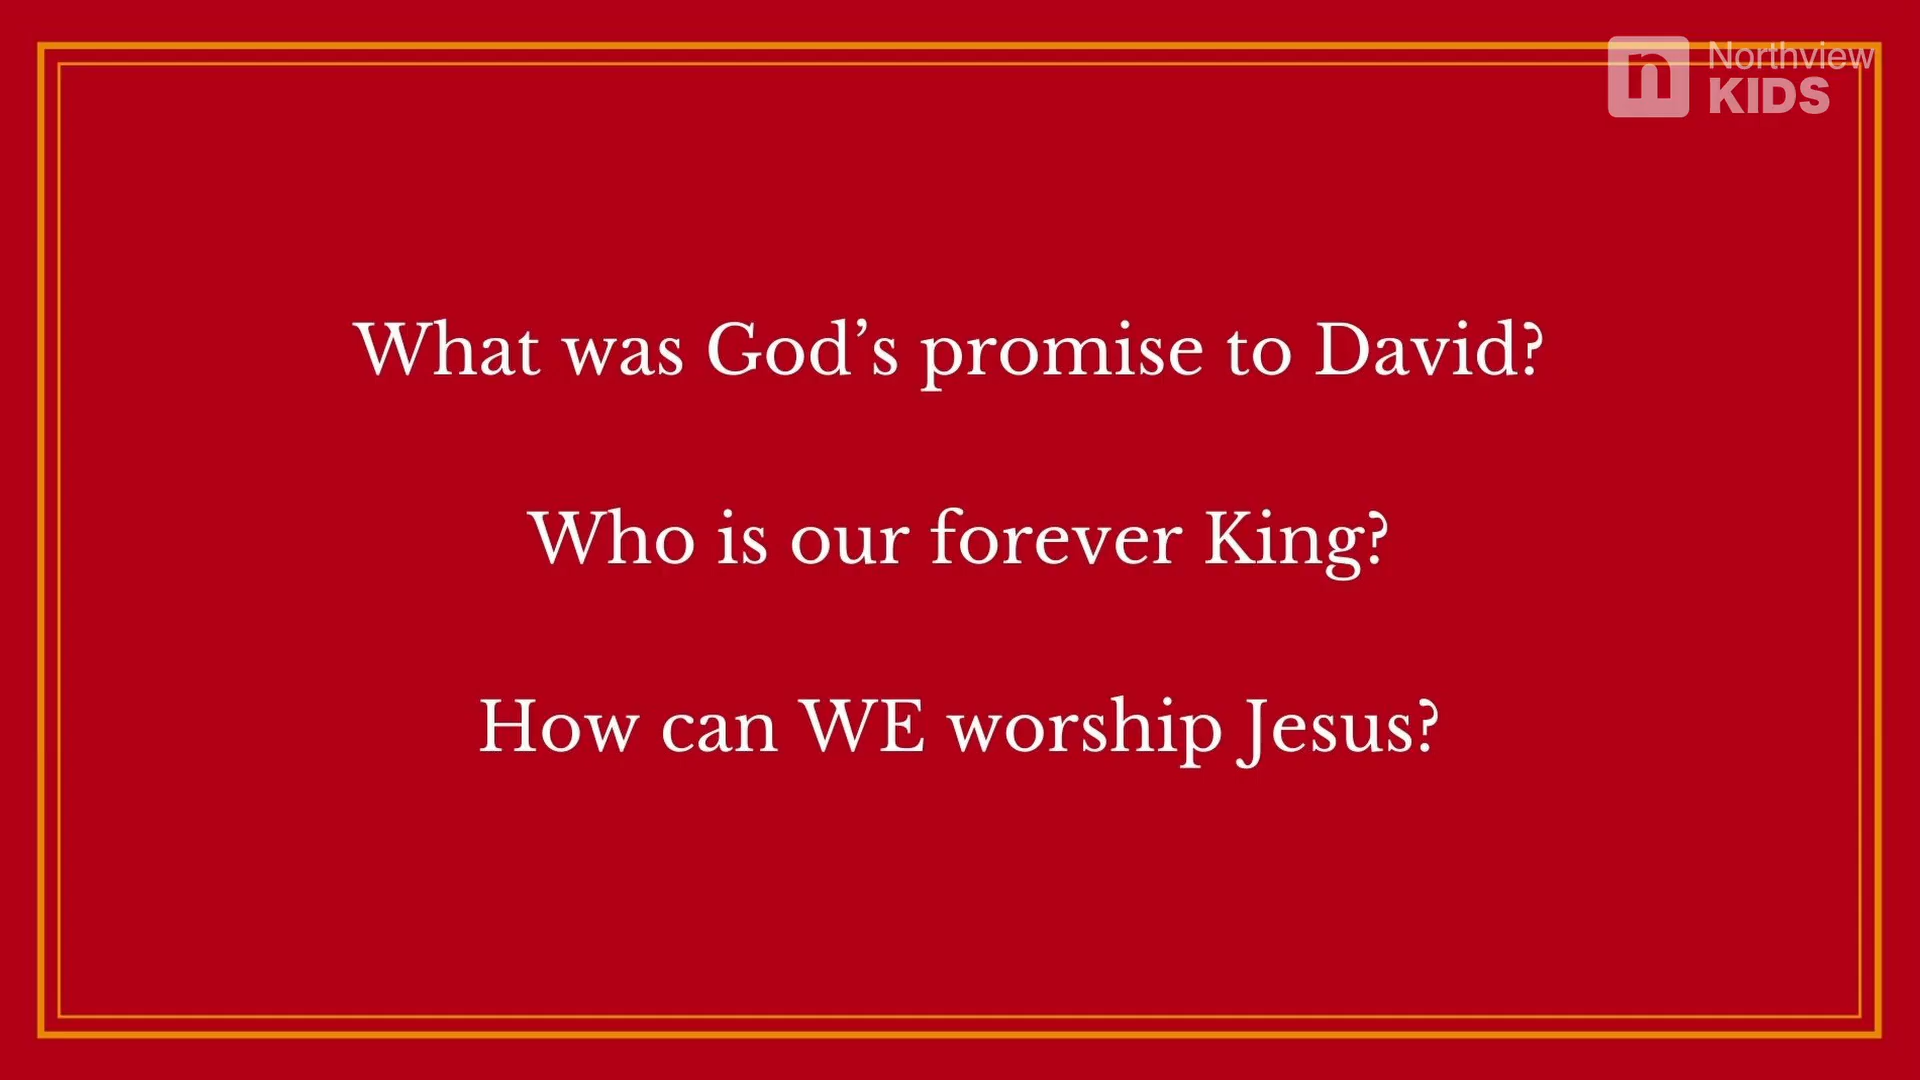 n Northview
KIDS
What was God’s promise to David?
Who is our forever King?
How can WE worship Jesus?